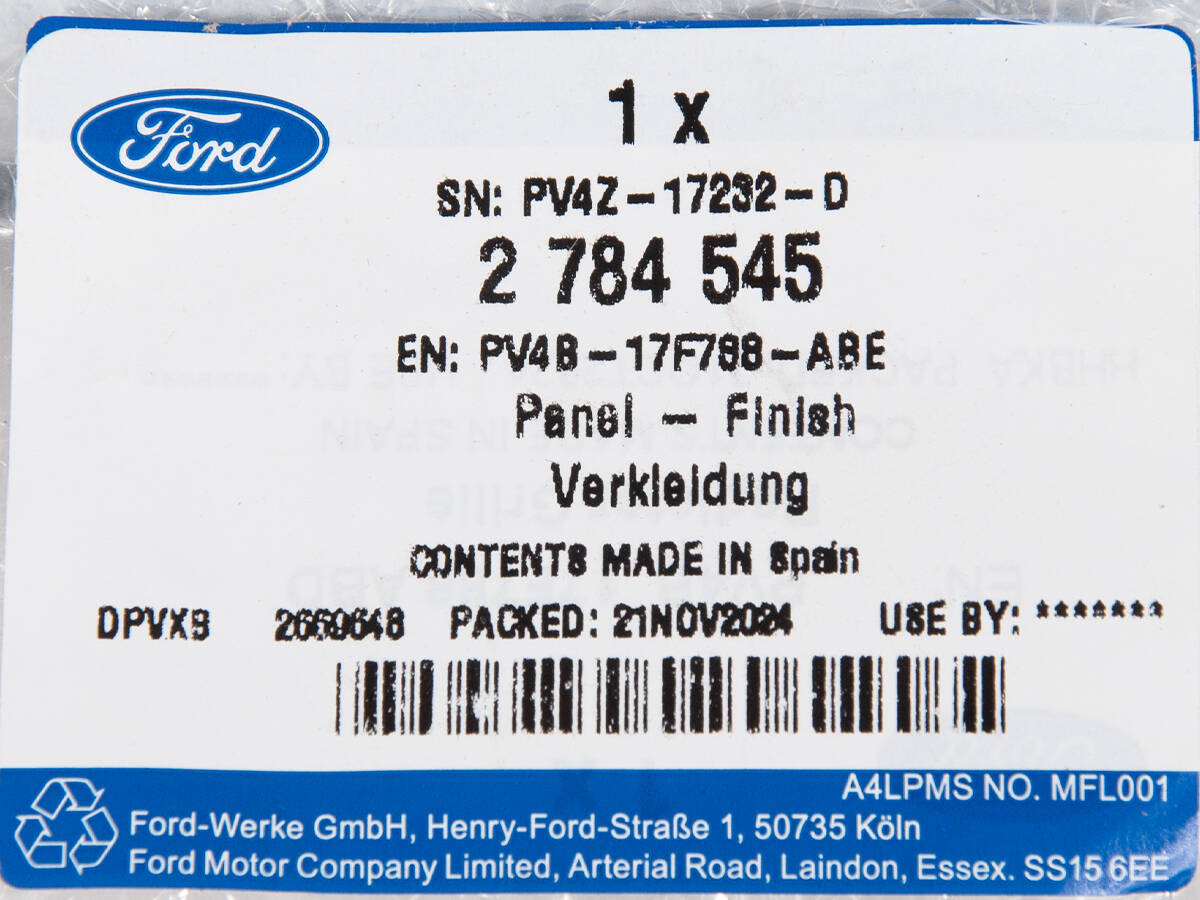 Ford
1 x
SN: PV4Z-17232-D
2 784 545
EN: PV4B-17F788-ABE
Panel - Finish
Verkleidung
CONTENTS MADE IN Spain
DPVXB 2669648 PACKED: 21NOV2024 USE BY: *******
A4LPMS NO. MFL001
Ford-Werke GmbH, Henry-Ford-Straße 1, 50735 Köln
Ford Motor Company Limited, Arterial Road, Laindon, Essex. SS15 6EE